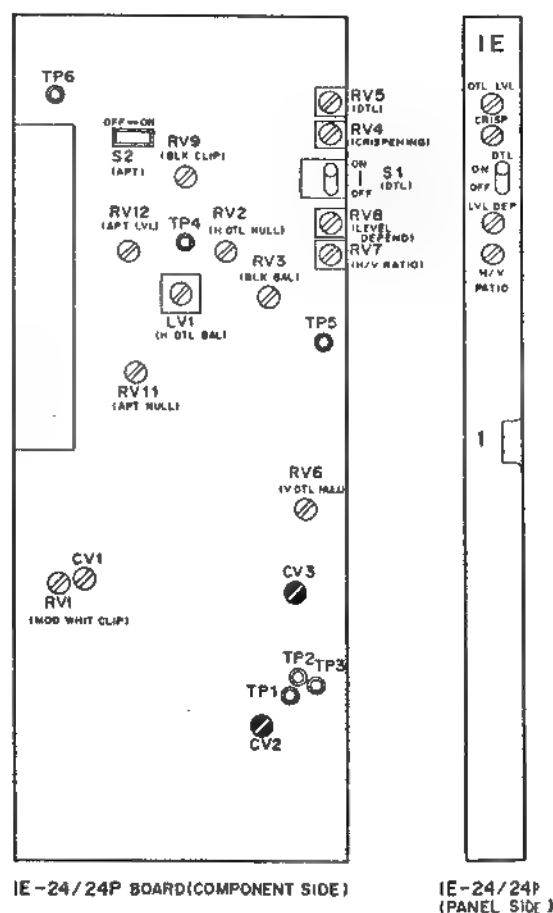 TP6
OFF—ON
S2
(APT)
RV9
(BLK CLIP)
RV5
(DTL)
RV4
(CRISPENING)
ON
OFF
S1
(DTL)
RV12
(APT LVL)
TP4
RV2
(H DTL NULL)
RV8
(LEVEL
DEPEND)
RV7
(H/V RATIO)
RV3
(BLK BAL)
LV1
(H DTL BAL)
TP5
RV11
(APT NULL)
RV6
(V DTL NULL)
CV1
RV1
(MOD WHIT CLIP)
CV3
TP2
TP3
TP1
CV2
IE-24/24P BOARD(COMPONENT SIDE)
IE
DTL LVL
CRISP
DTL
ON
OFF
LVL DEP
H/V
RATIO
1
IE-24/24P
(PANEL SIDE)